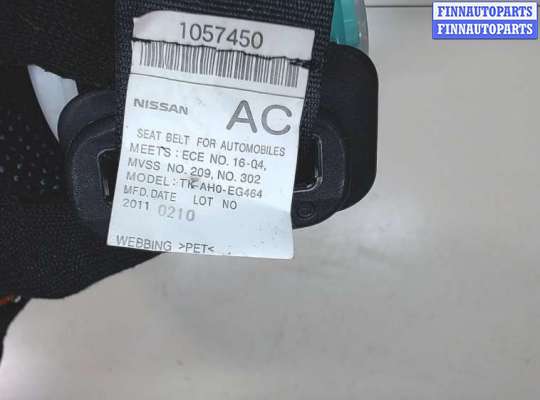 FINNAUTOPARTS
FINNAUTOPARTS
1057450
NISSAN AC
SEAT BELT FOR AUTOMOBILES
MEETS : ECE NO. 16-04,
MVSS NO. 209, NO. 302
MODEL: TK-AH0-EG464
MFD.DATE LOT NO
2011 0210
WEBBING >PET<